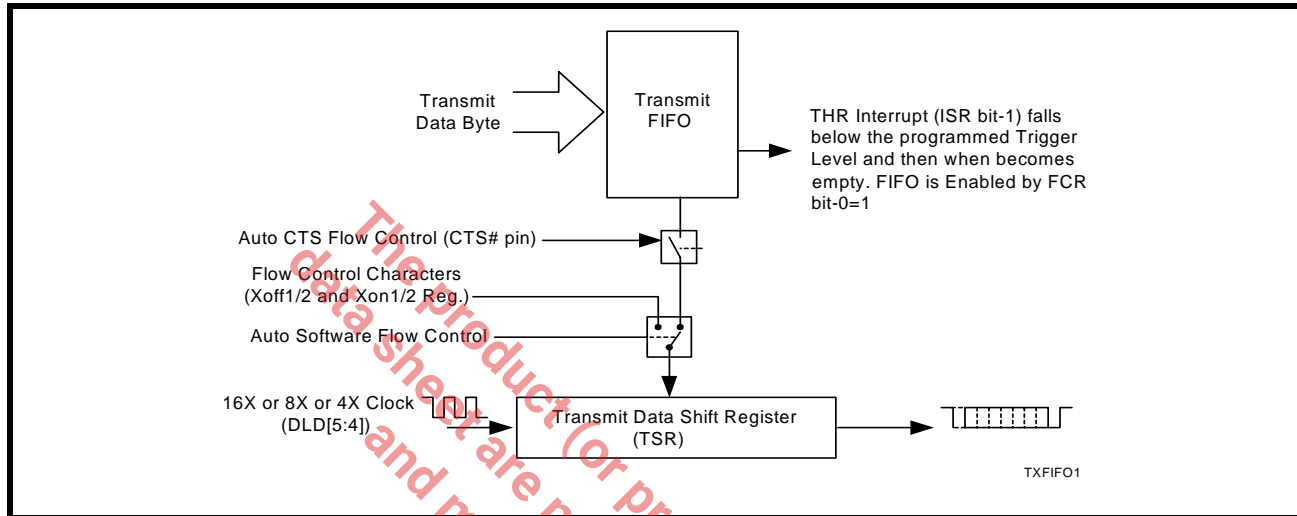 Transmit
Data Byte
Transmit
FIFO
THR Interrupt (ISR bit-1) falls
below the programmed Trigger
Level and then when becomes
empty. FIFO is Enabled by FCR
bit-0=1
Auto CTS Flow Control (CTS# pin)
Flow Control Characters
(Xoff1/2 and Xon1/2 Reg.)
Auto Software Flow Control
16X or 8X or 4X Clock
(DLD[5:4])
Transmit Data Shift Register
(TSR)
TXFIFO1
The product (or pr
data sheet are
and